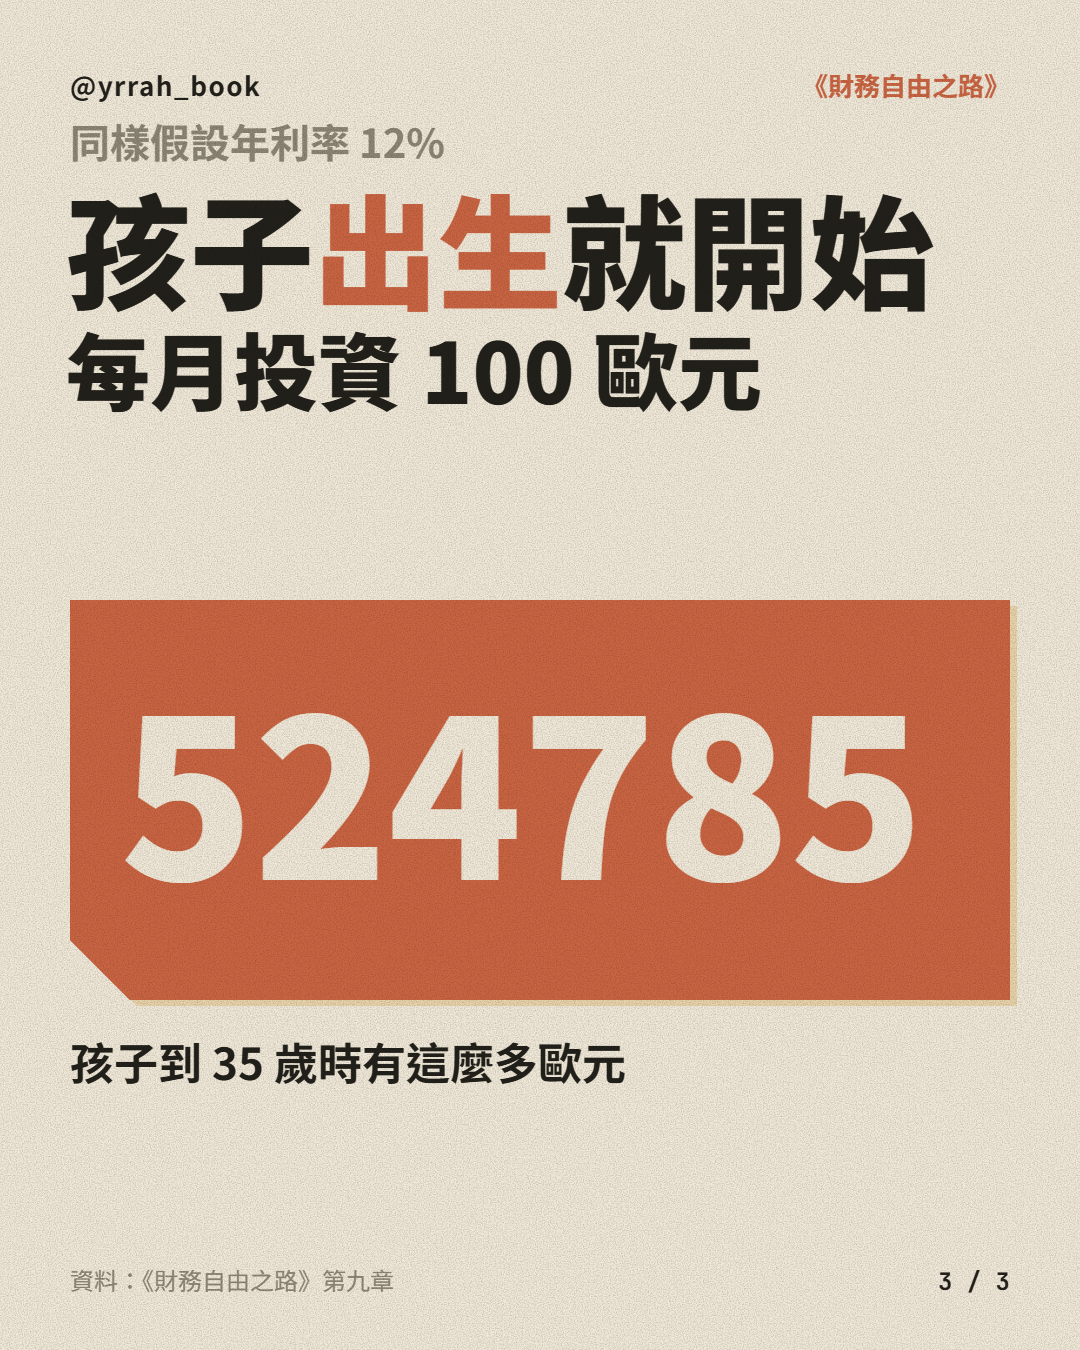 @yrrah_book
《財務自由之路》
同樣假設年利率 12%
孩子出生就開始
每月投資 100 歐元
524785
孩子到 35 歲時有這麼多歐元
資料：《財務自由之路》第九章
3 / 3